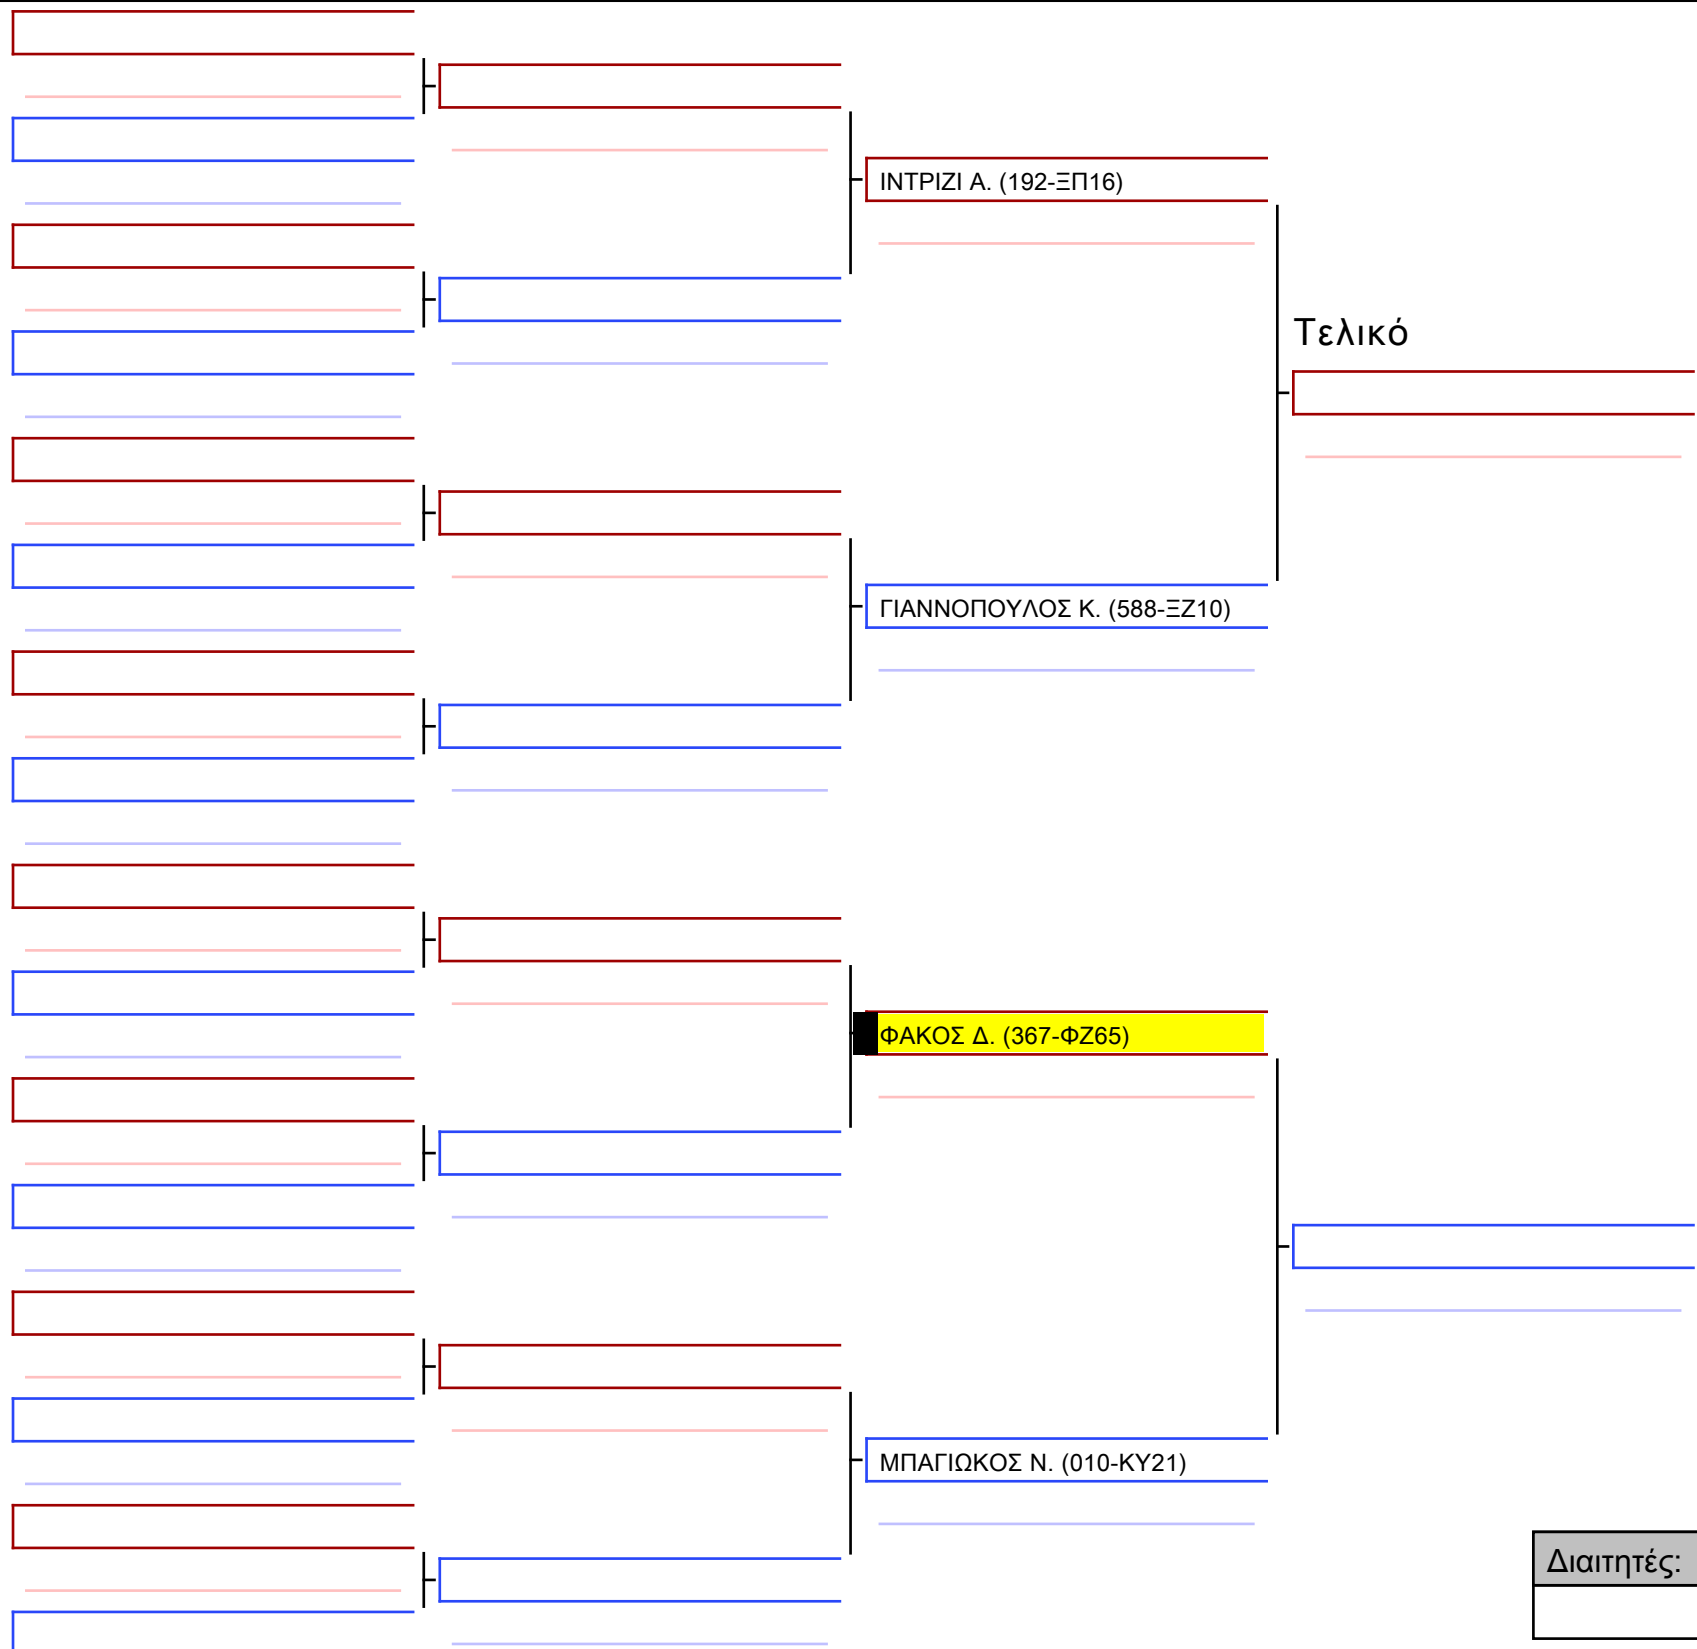 ΙΝΤΡΙΖΙ Α. (192-ΞΠ16)
Τελικό
ΓΙΑΝΝΟΠΟΥΛΟΣ Κ. (588-ΞΖ10)
ΦΑΚΟΣ Δ. (367-ΦΖ65)
ΜΠΑΓΙΩΚΟΣ Ν. (010-ΚΥ21)
Διαιτητές: